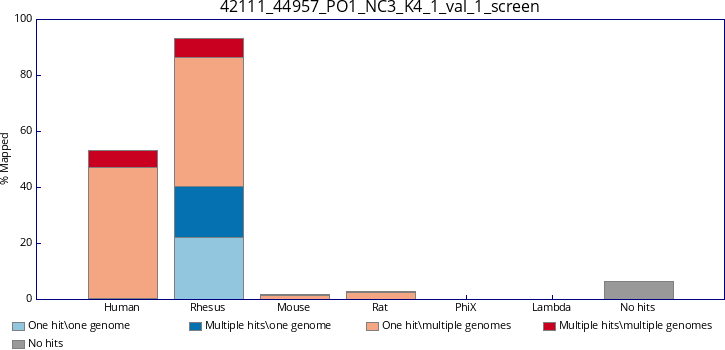 42111_44957_PO1_NC3_K4_1_val_1_screen
100
80
60
40
20
0
% Mapped
Human Rhesus Mouse Rat PhiX Lambda No hits
One hit\one genome Multiple hits\one genome One hit\multiple genomes Multiple hits\multiple genomes
No hits